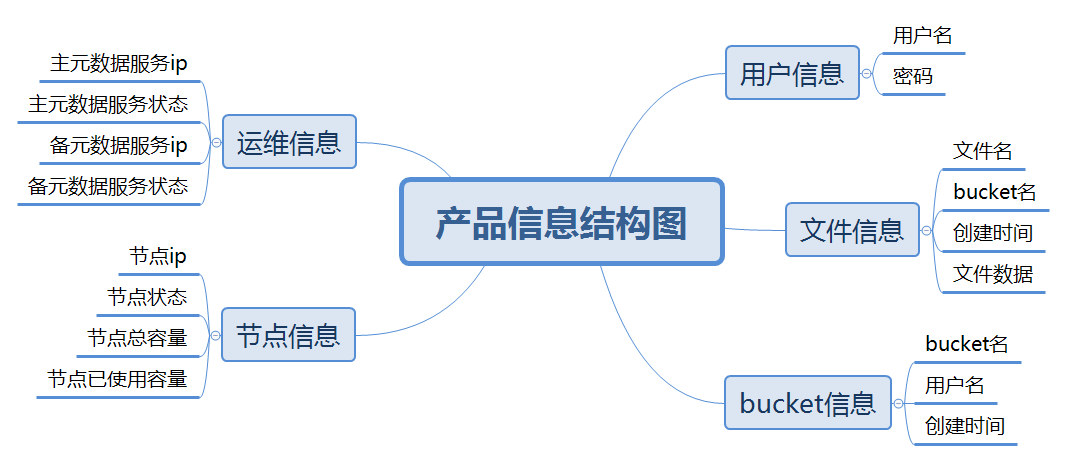 产品信息结构图
用户信息
用户名
密码
文件信息
文件名
bucket名
创建时间
文件数据
bucket信息
bucket名
用户名
创建时间
运维信息
主元数据服务ip
主元数据服务状态
备元数据服务ip
备元数据服务状态
节点信息
节点ip
节点状态
节点总容量
节点已使用容量